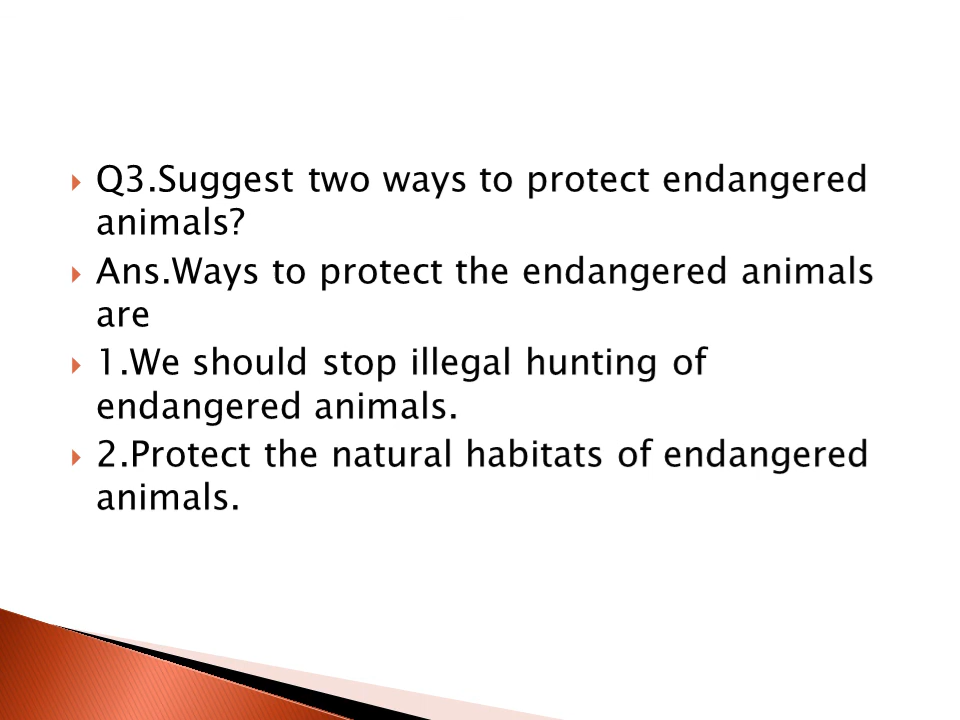 Q3.Suggest two ways to protect endangered
animals?
Ans.Ways to protect the endangered animals
are
1.We should stop illegal hunting of
endangered animals.
2.Protect the natural habitats of endangered
animals.